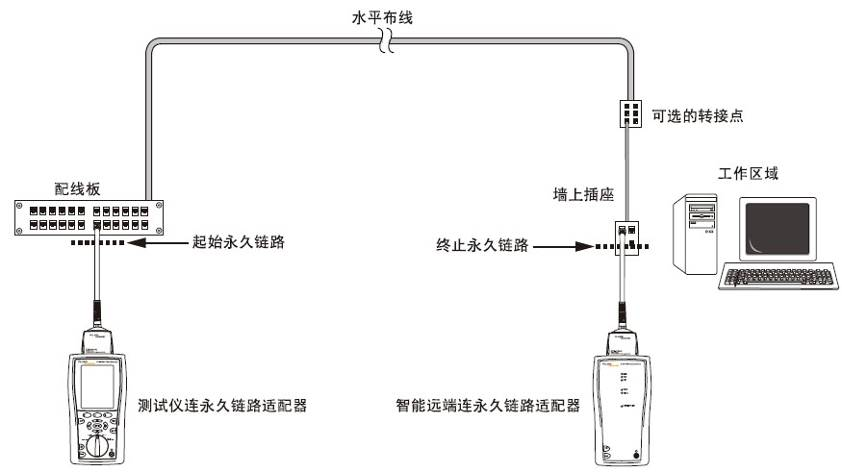 水平布线
可选的转接点
配线板
墙上插座
工作区域
起始永久链路
终止永久链路
测试仪连永久链路适配器
智能远端连永久链路适配器